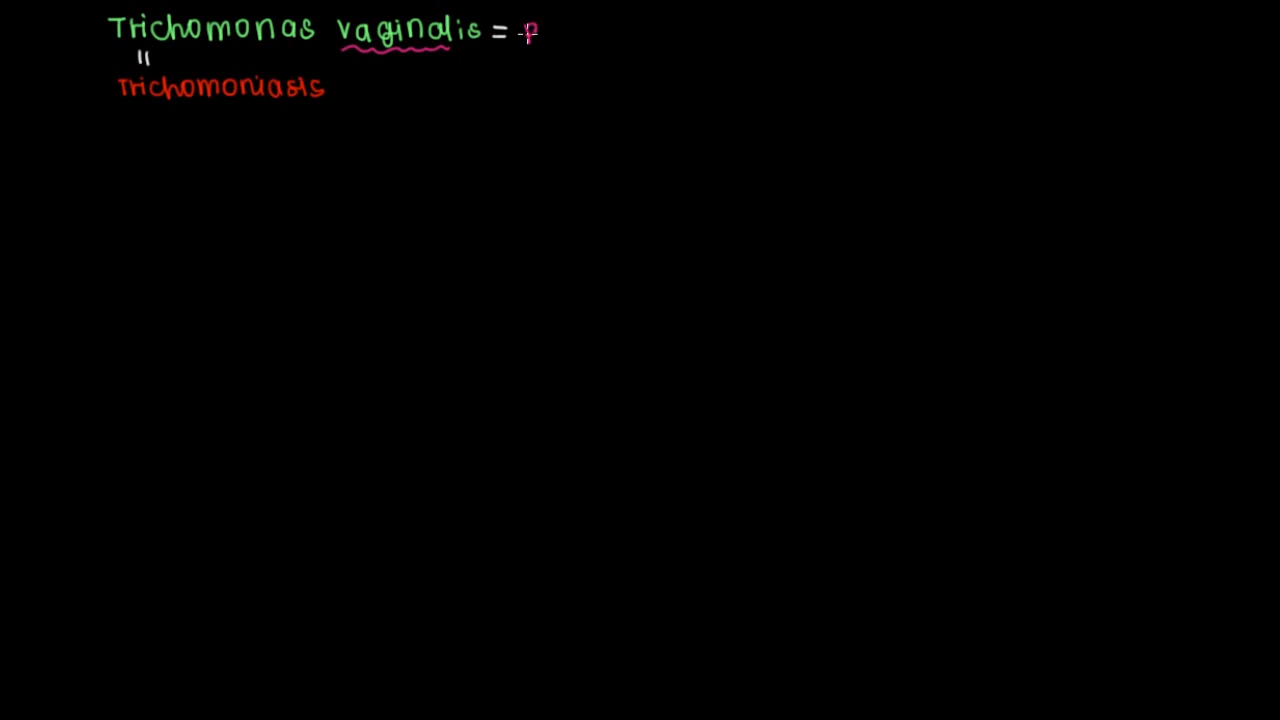 Trichomonas vaginalis = P
||
Trichomoniasis